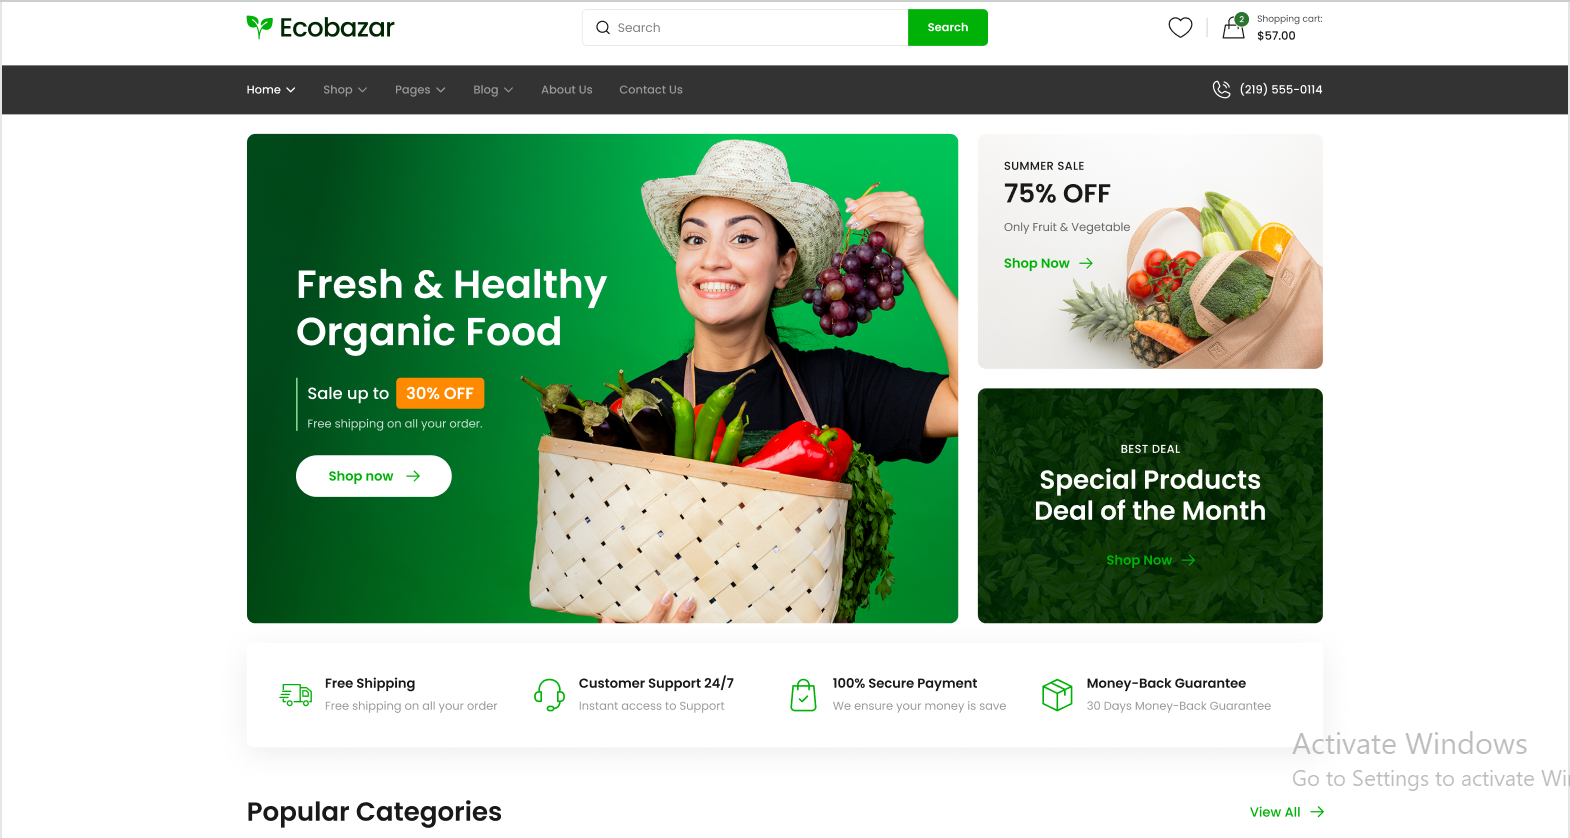 Ecobazar
Search
Search
2
Shopping cart:
$57.00
Home
Shop
Pages
Blog
About Us
Contact Us
(219) 555-0114
Fresh & Healthy
Organic Food
Sale up to 30% OFF
Free shipping on all your order.
Shop now
SUMMER SALE
75% OFF
Only Fruit & Vegetable
Shop Now
BEST DEAL
Special Products
Deal of the Month
Shop Now
Free Shipping
Free shipping on all your order
Customer Support 24/7
Instant access to Support
100% Secure Payment
We ensure your money is save
Money-Back Guarantee
30 Days Money-Back Guarantee
Activate Windows
Go to Settings to activate Wi
Popular Categories
View All